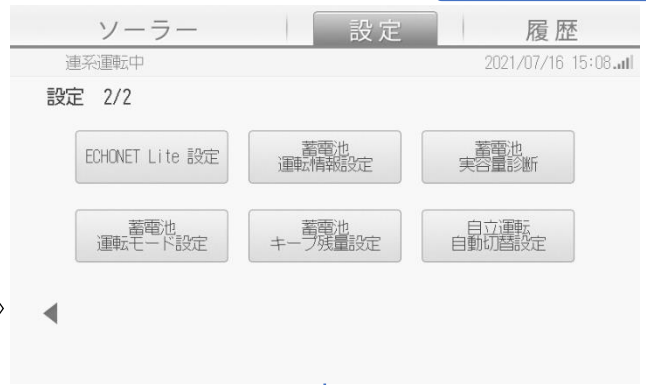 ソーラー
設定
履歴
連系運転中
2021/07/16 15:08
設定 2/2
ECHONET Lite 設定
蓄電池
運転情報設定
蓄電池
実容量診断
蓄電池
運転モード設定
蓄電池
キープ残量設定
自立運転
自動切替設定